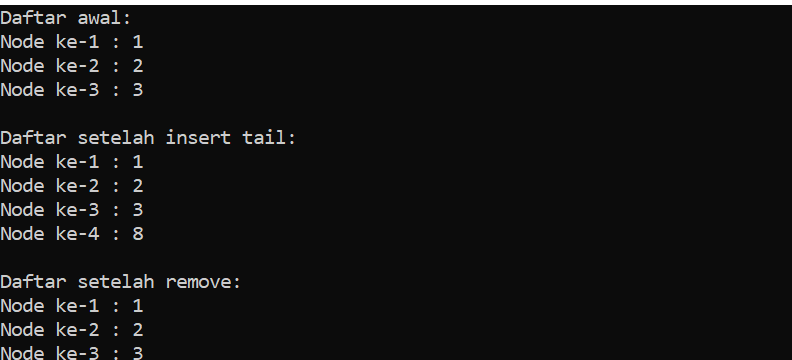 Daftar awal:
Node ke-1 : 1
Node ke-2 : 2
Node ke-3 : 3
Daftar setelah insert tail:
Node ke-1 : 1
Node ke-2 : 2
Node ke-3 : 3
Node ke-4 : 8
Daftar setelah remove:
Node ke-1 : 1
Node ke-2 : 2
Node ke-3 : 3